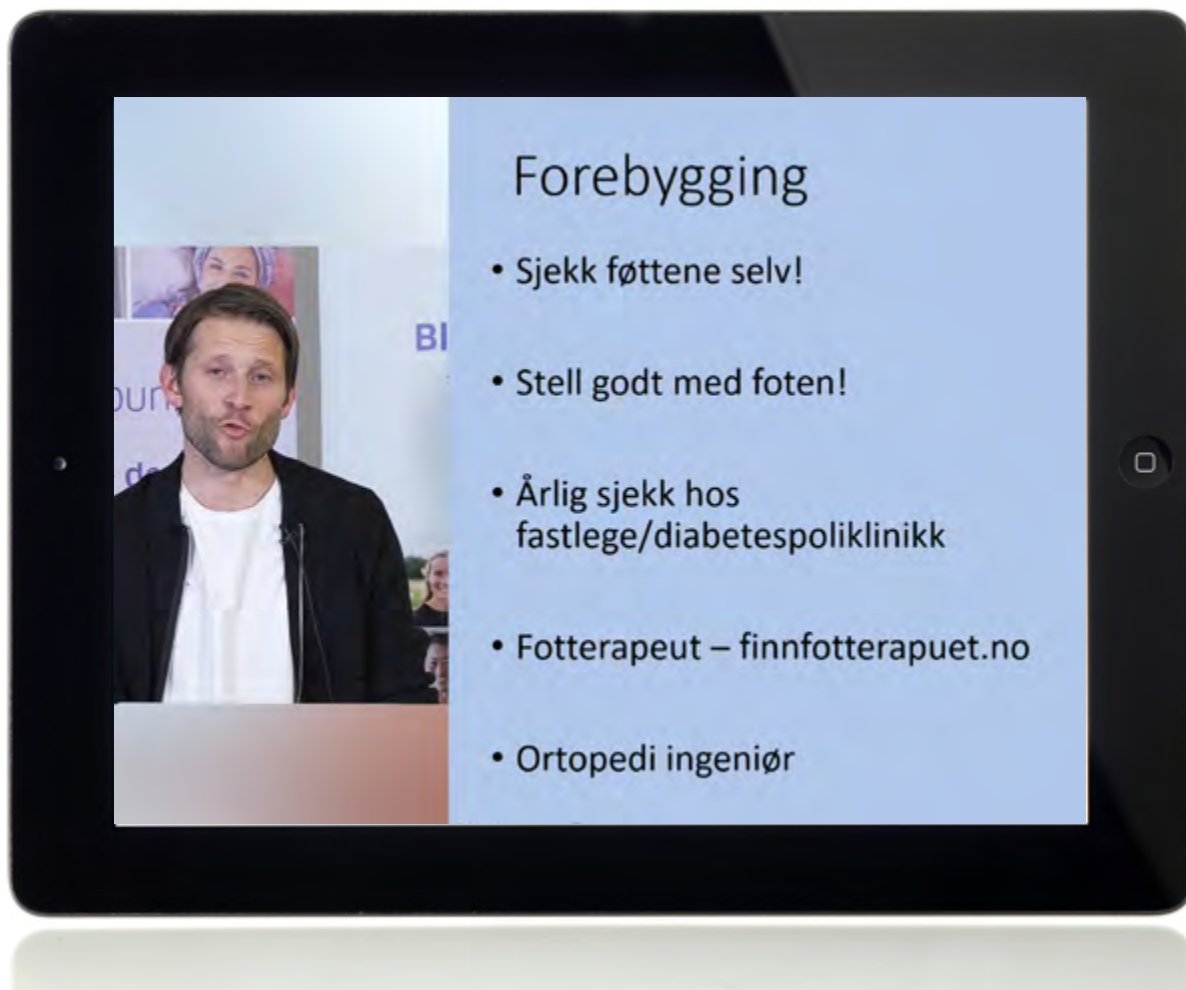 Forebygging
• Sjekk føttene selv!
• Stell godt med foten!
• Årlig sjekk hos
fastlege/diabetespoliklinikk
• Fotterapeut – finnfotterapuet.no
• Ortopedi ingeniør